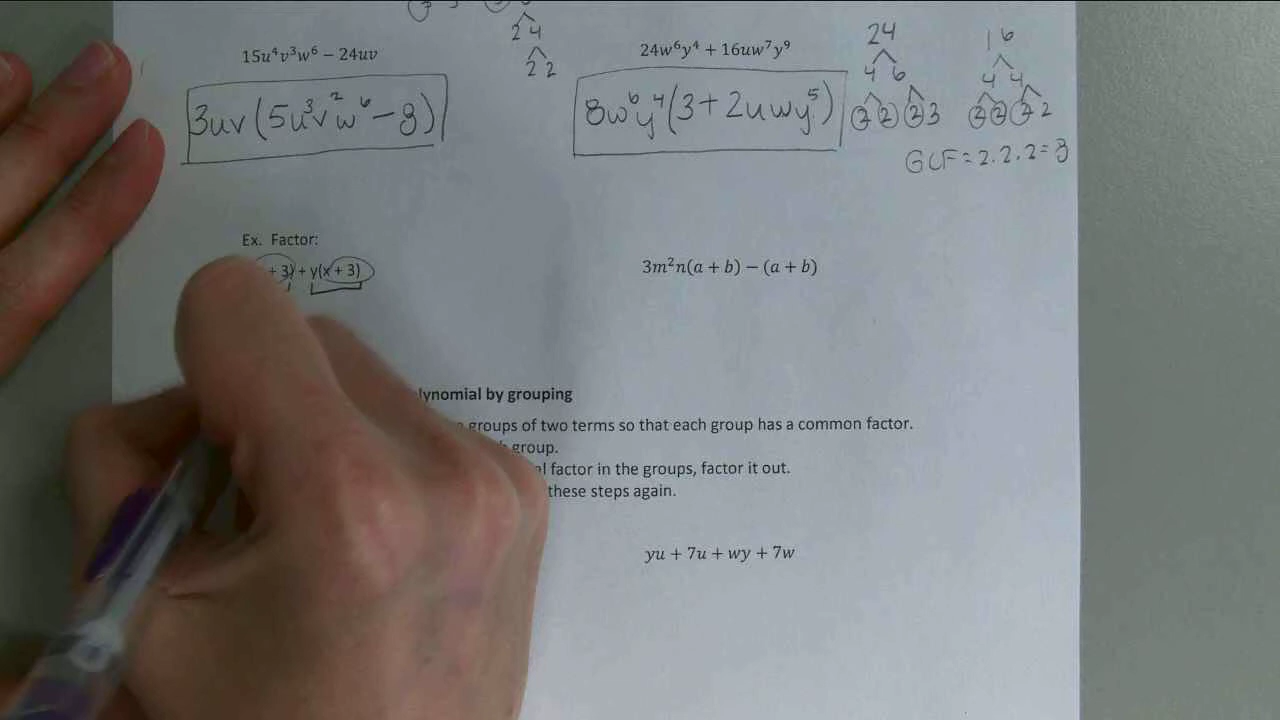 2 4
2 2
15u⁴v³w⁶ − 24uv
3uv(5u³v²w⁶ − 8)
24w⁶y⁴ + 16uw⁷y⁹
8w⁶y⁴(3 + 2uwy⁵)
24
4 6
2 2 2 3
16
4 4
2 2 2 2
GCF = 2·2·2 = 8
Ex. Factor:
+ 3) + y(x + 3)
3m²n(a + b) − (a + b)
by grouping
groups of two terms so that each group has a common factor.
group.
factor in the groups, factor it out.
these steps again.
yu + 7u + wy + 7w